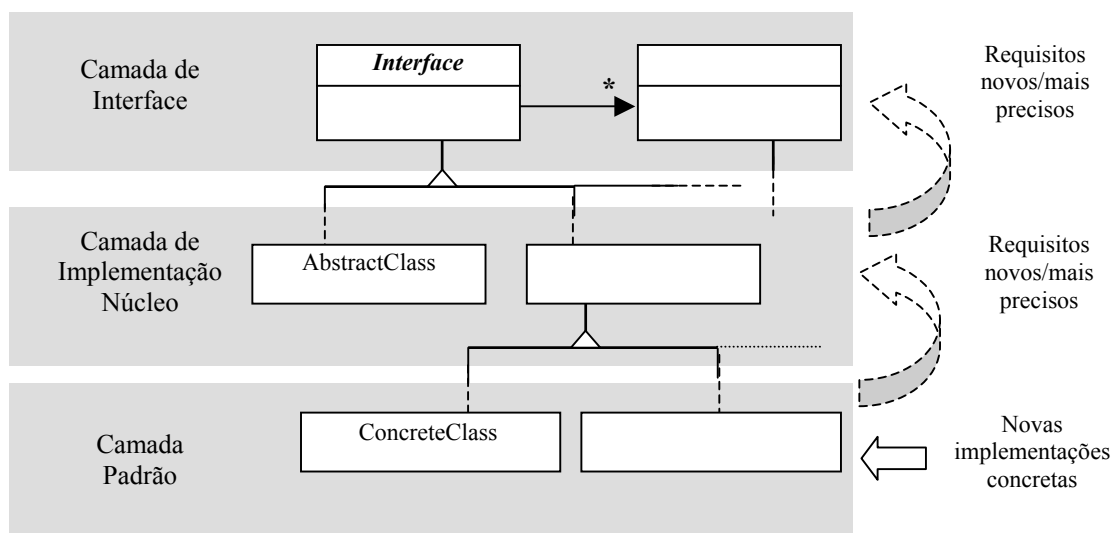 Camada de
Interface
Interface
*
Requisitos
novos/mais
precisos
Camada de
Implementação
Núcleo
AbstractClass
Requisitos
novos/mais
precisos
Camada
Padrão
ConcreteClass
Novas
implementações
concretas